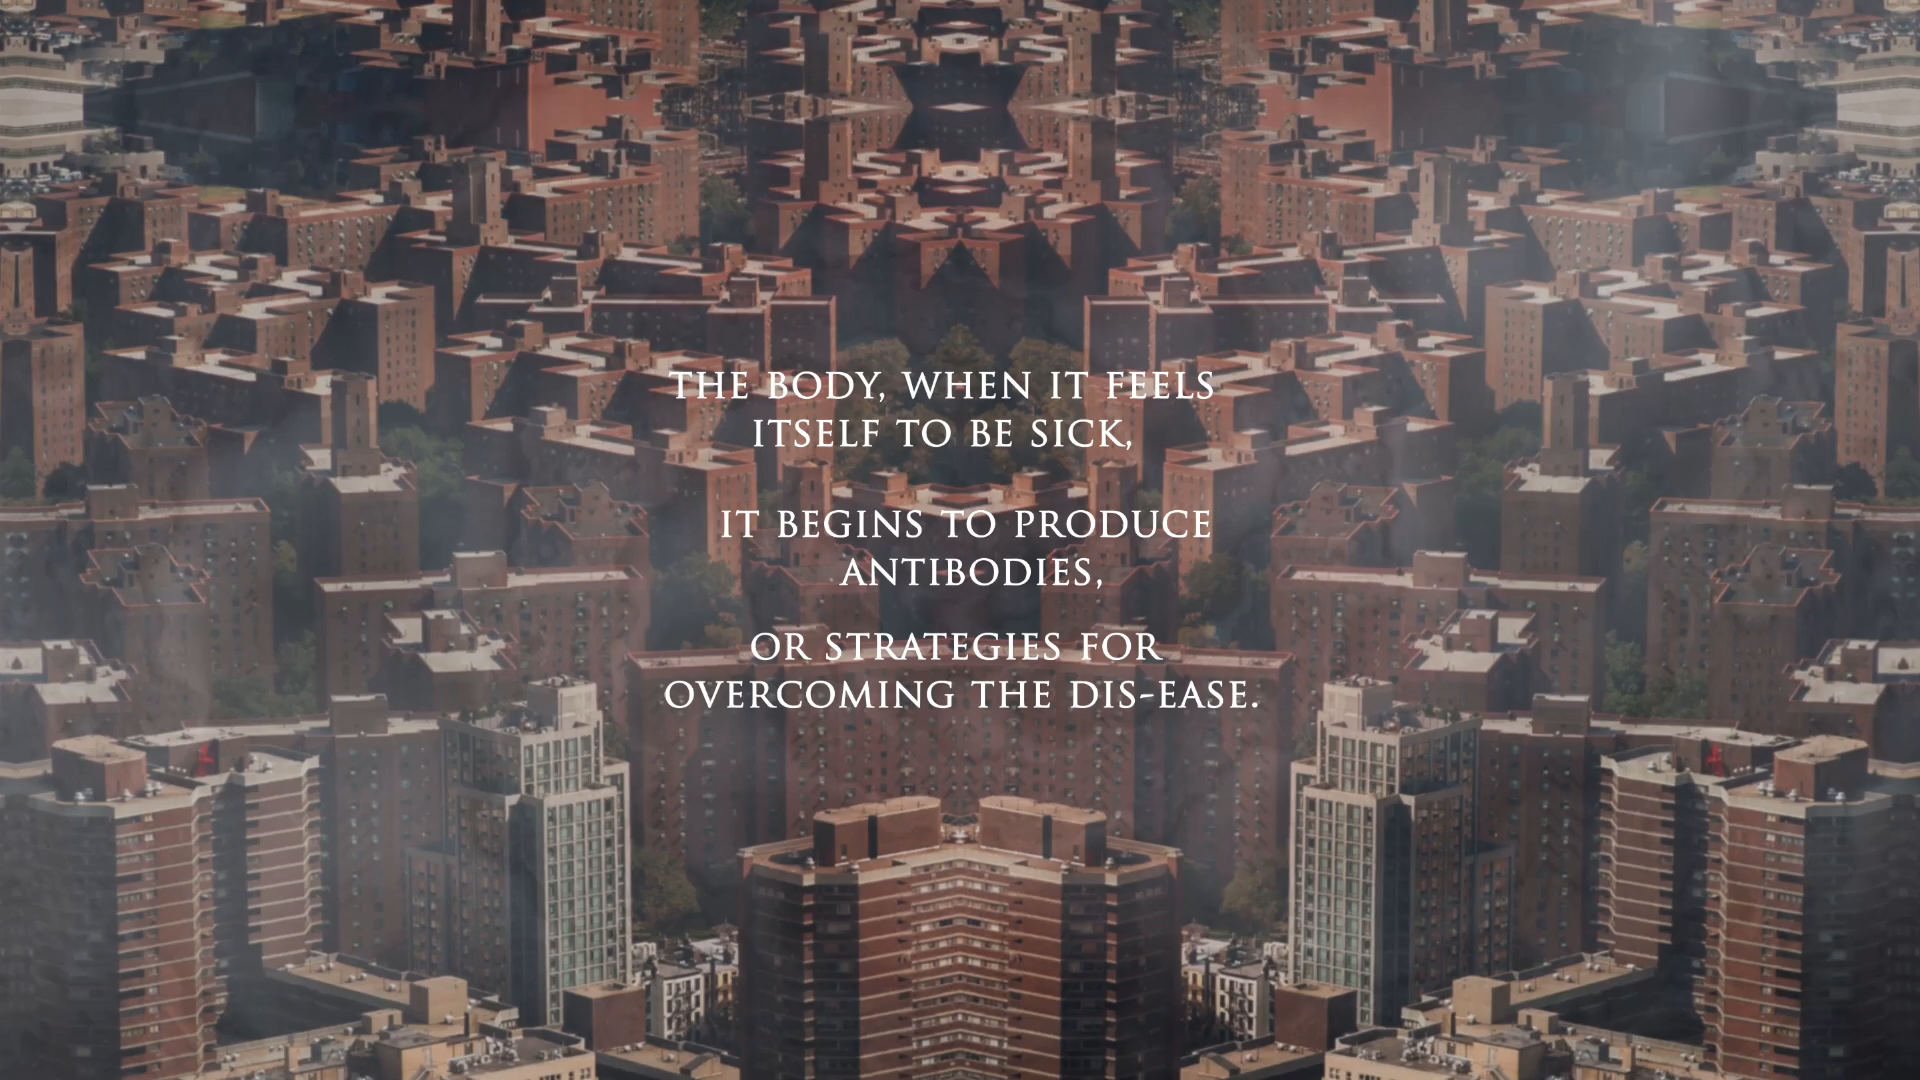 THE BODY, WHEN IT FEELS
ITSELF TO BE SICK,
IT BEGINS TO PRODUCE
ANTIBODIES,
OR STRATEGIES FOR
OVERCOMING THE DIS-EASE.